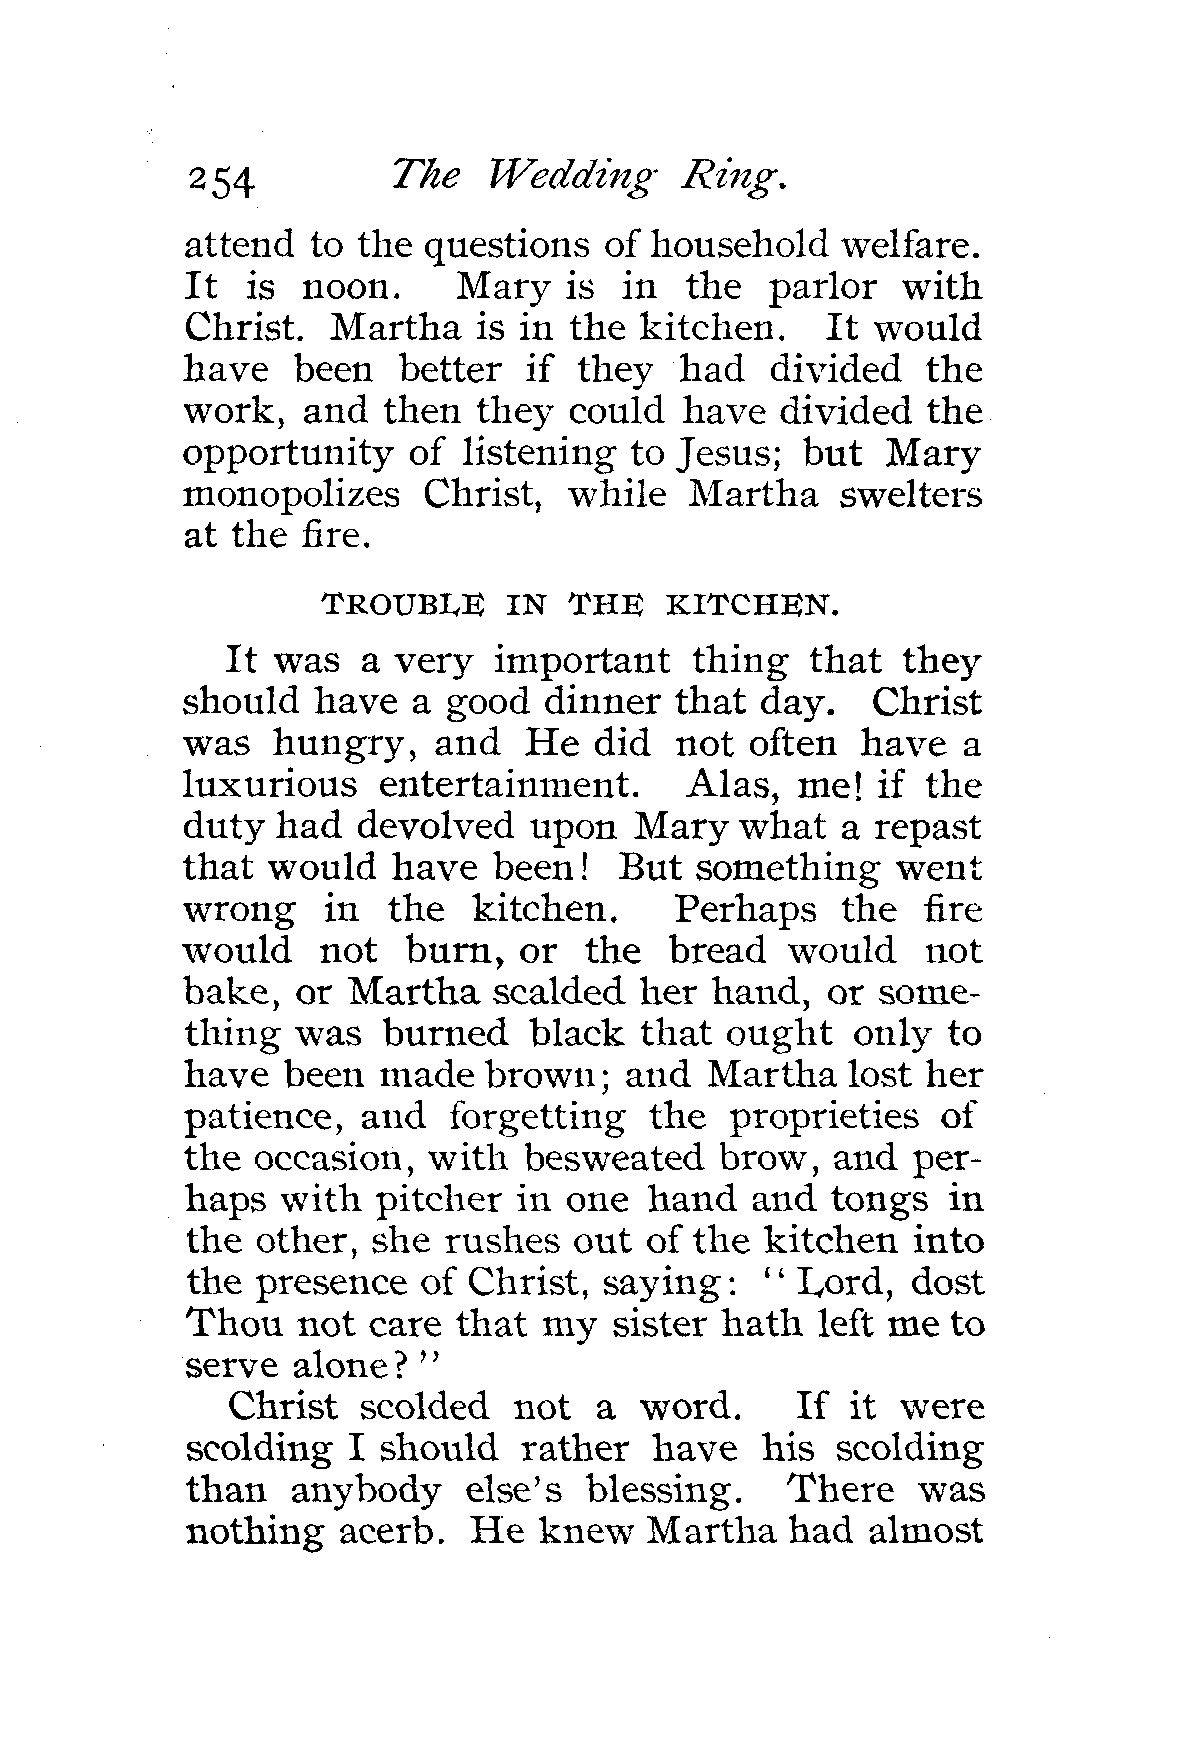 254 The Wedding Ring.
attend to the questions of household welfare.
It is noon. Mary is in the parlor with
Christ. Martha is in the kitchen. It would
have been better if they had divided the
work, and then they could have divided the
opportunity of listening to Jesus; but Mary
monopolizes Christ, while Martha swelters
at the fire.
TROUBLE IN THE KITCHEN.
It was a very important thing that they
should have a good dinner that day. Christ
was hungry, and He did not often have a
luxurious entertainment. Alas, me! if the
duty had devolved upon Mary what a repast
that would have been! But something went
wrong in the kitchen. Perhaps the fire
would not burn, or the bread would not
bake, or Martha scalded her hand, or some-
thing was burned black that ought only to
have been made brown; and Martha lost her
patience, and forgetting the proprieties of
the occasion, with besweated brow, and per-
haps with pitcher in one hand and tongs in
the other, she rushes out of the kitchen into
the presence of Christ, saying: "Lord, dost
Thou not care that my sister hath left me to
serve alone?"
Christ scolded not a word. If it were
scolding I should rather have his scolding
than anybody else's blessing. There was
nothing acerb. He knew Martha had almost